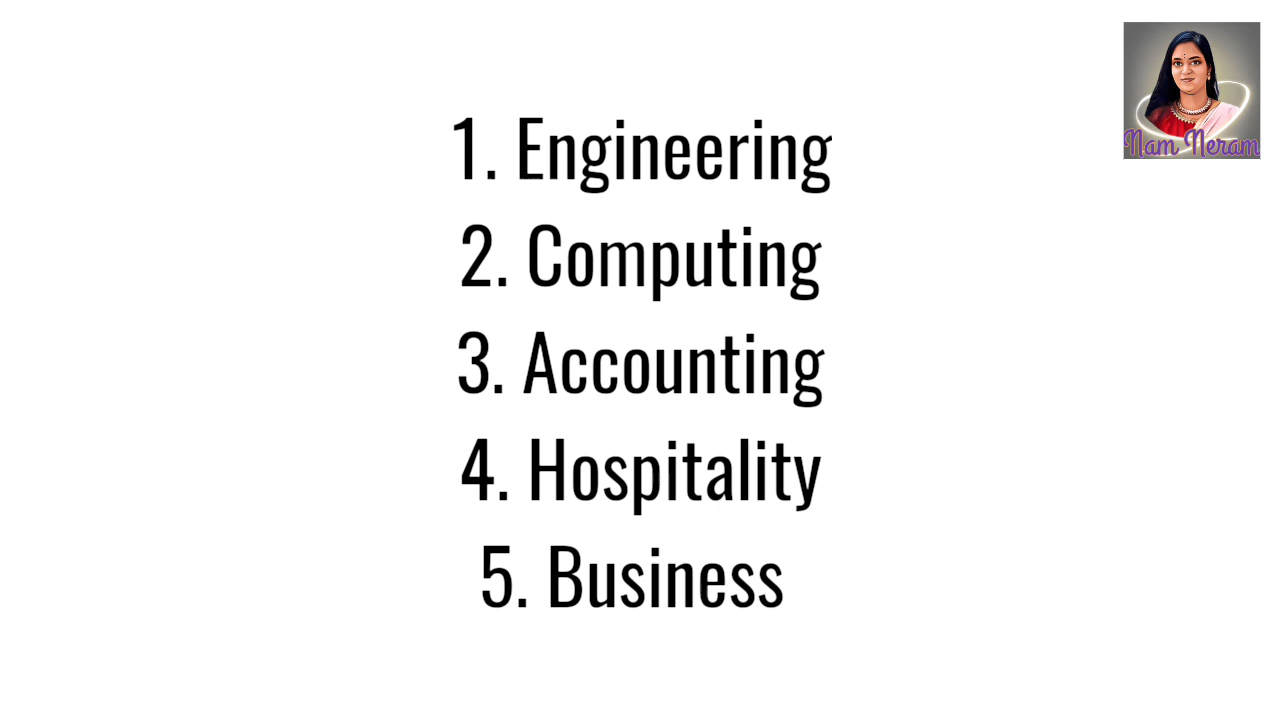 Nam Neram
1. Engineering
2. Computing
3. Accounting
4. Hospitality
5. Business